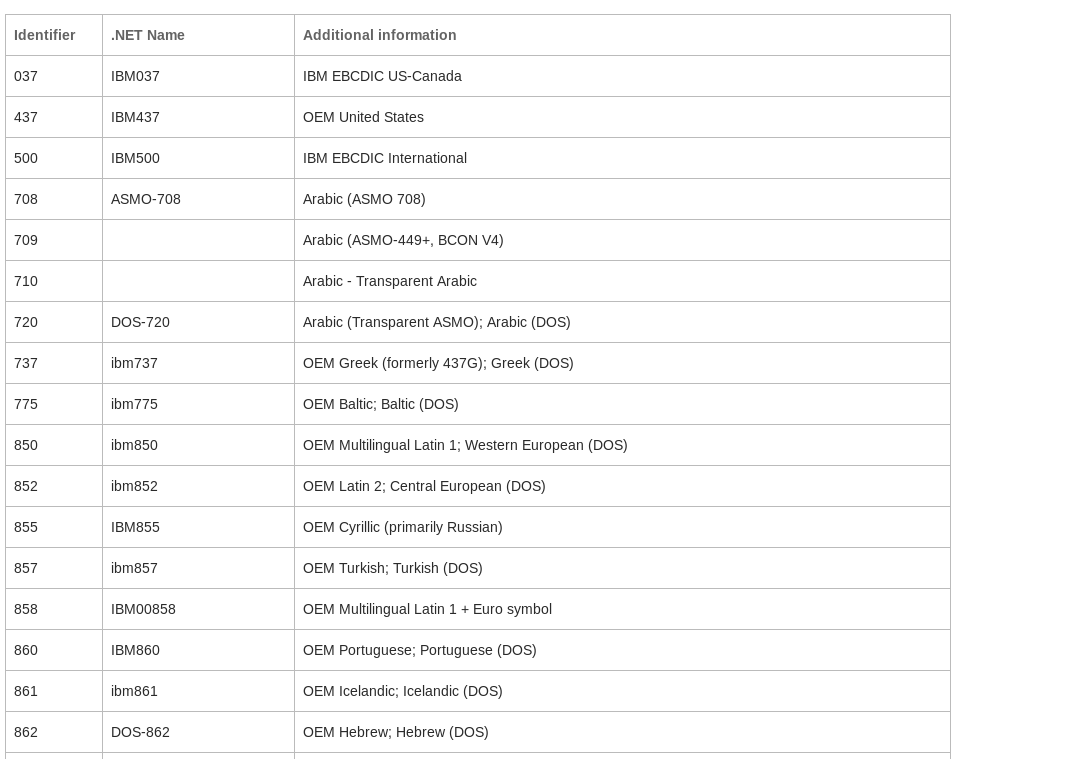 Identifier .NET Name Additional information
037 IBM037 IBM EBCDIC US-Canada
437 IBM437 OEM United States
500 IBM500 IBM EBCDIC International
708 ASMO-708 Arabic (ASMO 708)
709 Arabic (ASMO-449+, BCON V4)
710 Arabic - Transparent Arabic
720 DOS-720 Arabic (Transparent ASMO); Arabic (DOS)
737 ibm737 OEM Greek (formerly 437G); Greek (DOS)
775 ibm775 OEM Baltic; Baltic (DOS)
850 ibm850 OEM Multilingual Latin 1; Western European (DOS)
852 ibm852 OEM Latin 2; Central European (DOS)
855 IBM855 OEM Cyrillic (primarily Russian)
857 ibm857 OEM Turkish; Turkish (DOS)
858 IBM00858 OEM Multilingual Latin 1 + Euro symbol
860 IBM860 OEM Portuguese; Portuguese (DOS)
861 ibm861 OEM Icelandic; Icelandic (DOS)
862 DOS-862 OEM Hebrew; Hebrew (DOS)